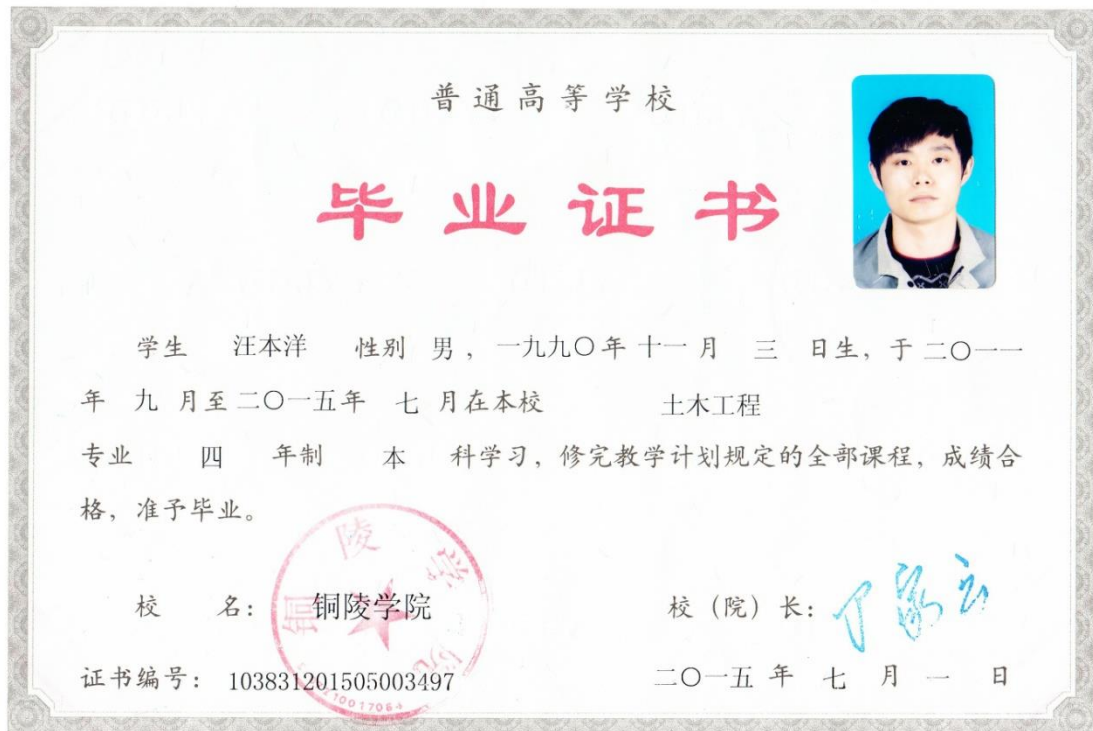 普通高等学校
毕业证书
学生 汪本洋 性别 男，一九九〇年十一月 三 日生，于二〇一一
年 九 月至二〇一五年 七 月在本校 土木工程
专业 四 年制 本 科学习，修完教学计划规定的全部课程，成绩合
格，准予毕业。
铜陵学院
校 名： 铜陵学院 校（院）长：
证书编号： 103831201505003497 二〇一五年 七 月 一 日